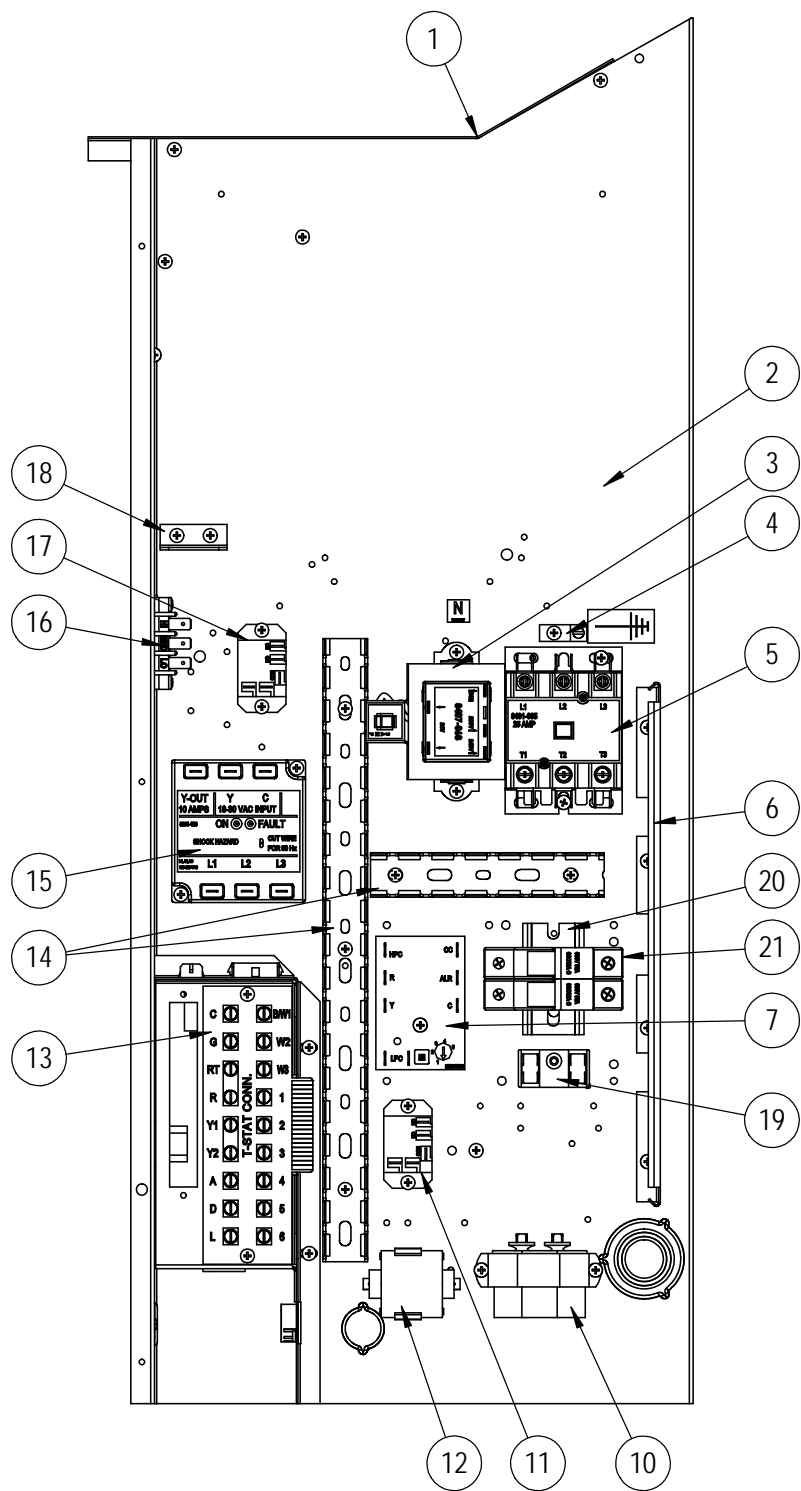 1
2
3
18
4
17
N
16
5
L1 L2 L3
25 AMP
T1 T2 T3
Y-OUT Y C
10 AMPS 18-30 VAC INPUT
ON FAULT
SHOCK HAZARD CUT WIRE
FOR 50 Hz
L1 L2 L3
6
15
20
14
21
HPC CC
R ALR
Y C
LPC
7
13
T-STAT CONN.
C B/W1
G W2
RT W3
R 1
Y1 2
Y2 3
A 4
D 5
L 6
19
12
11
10